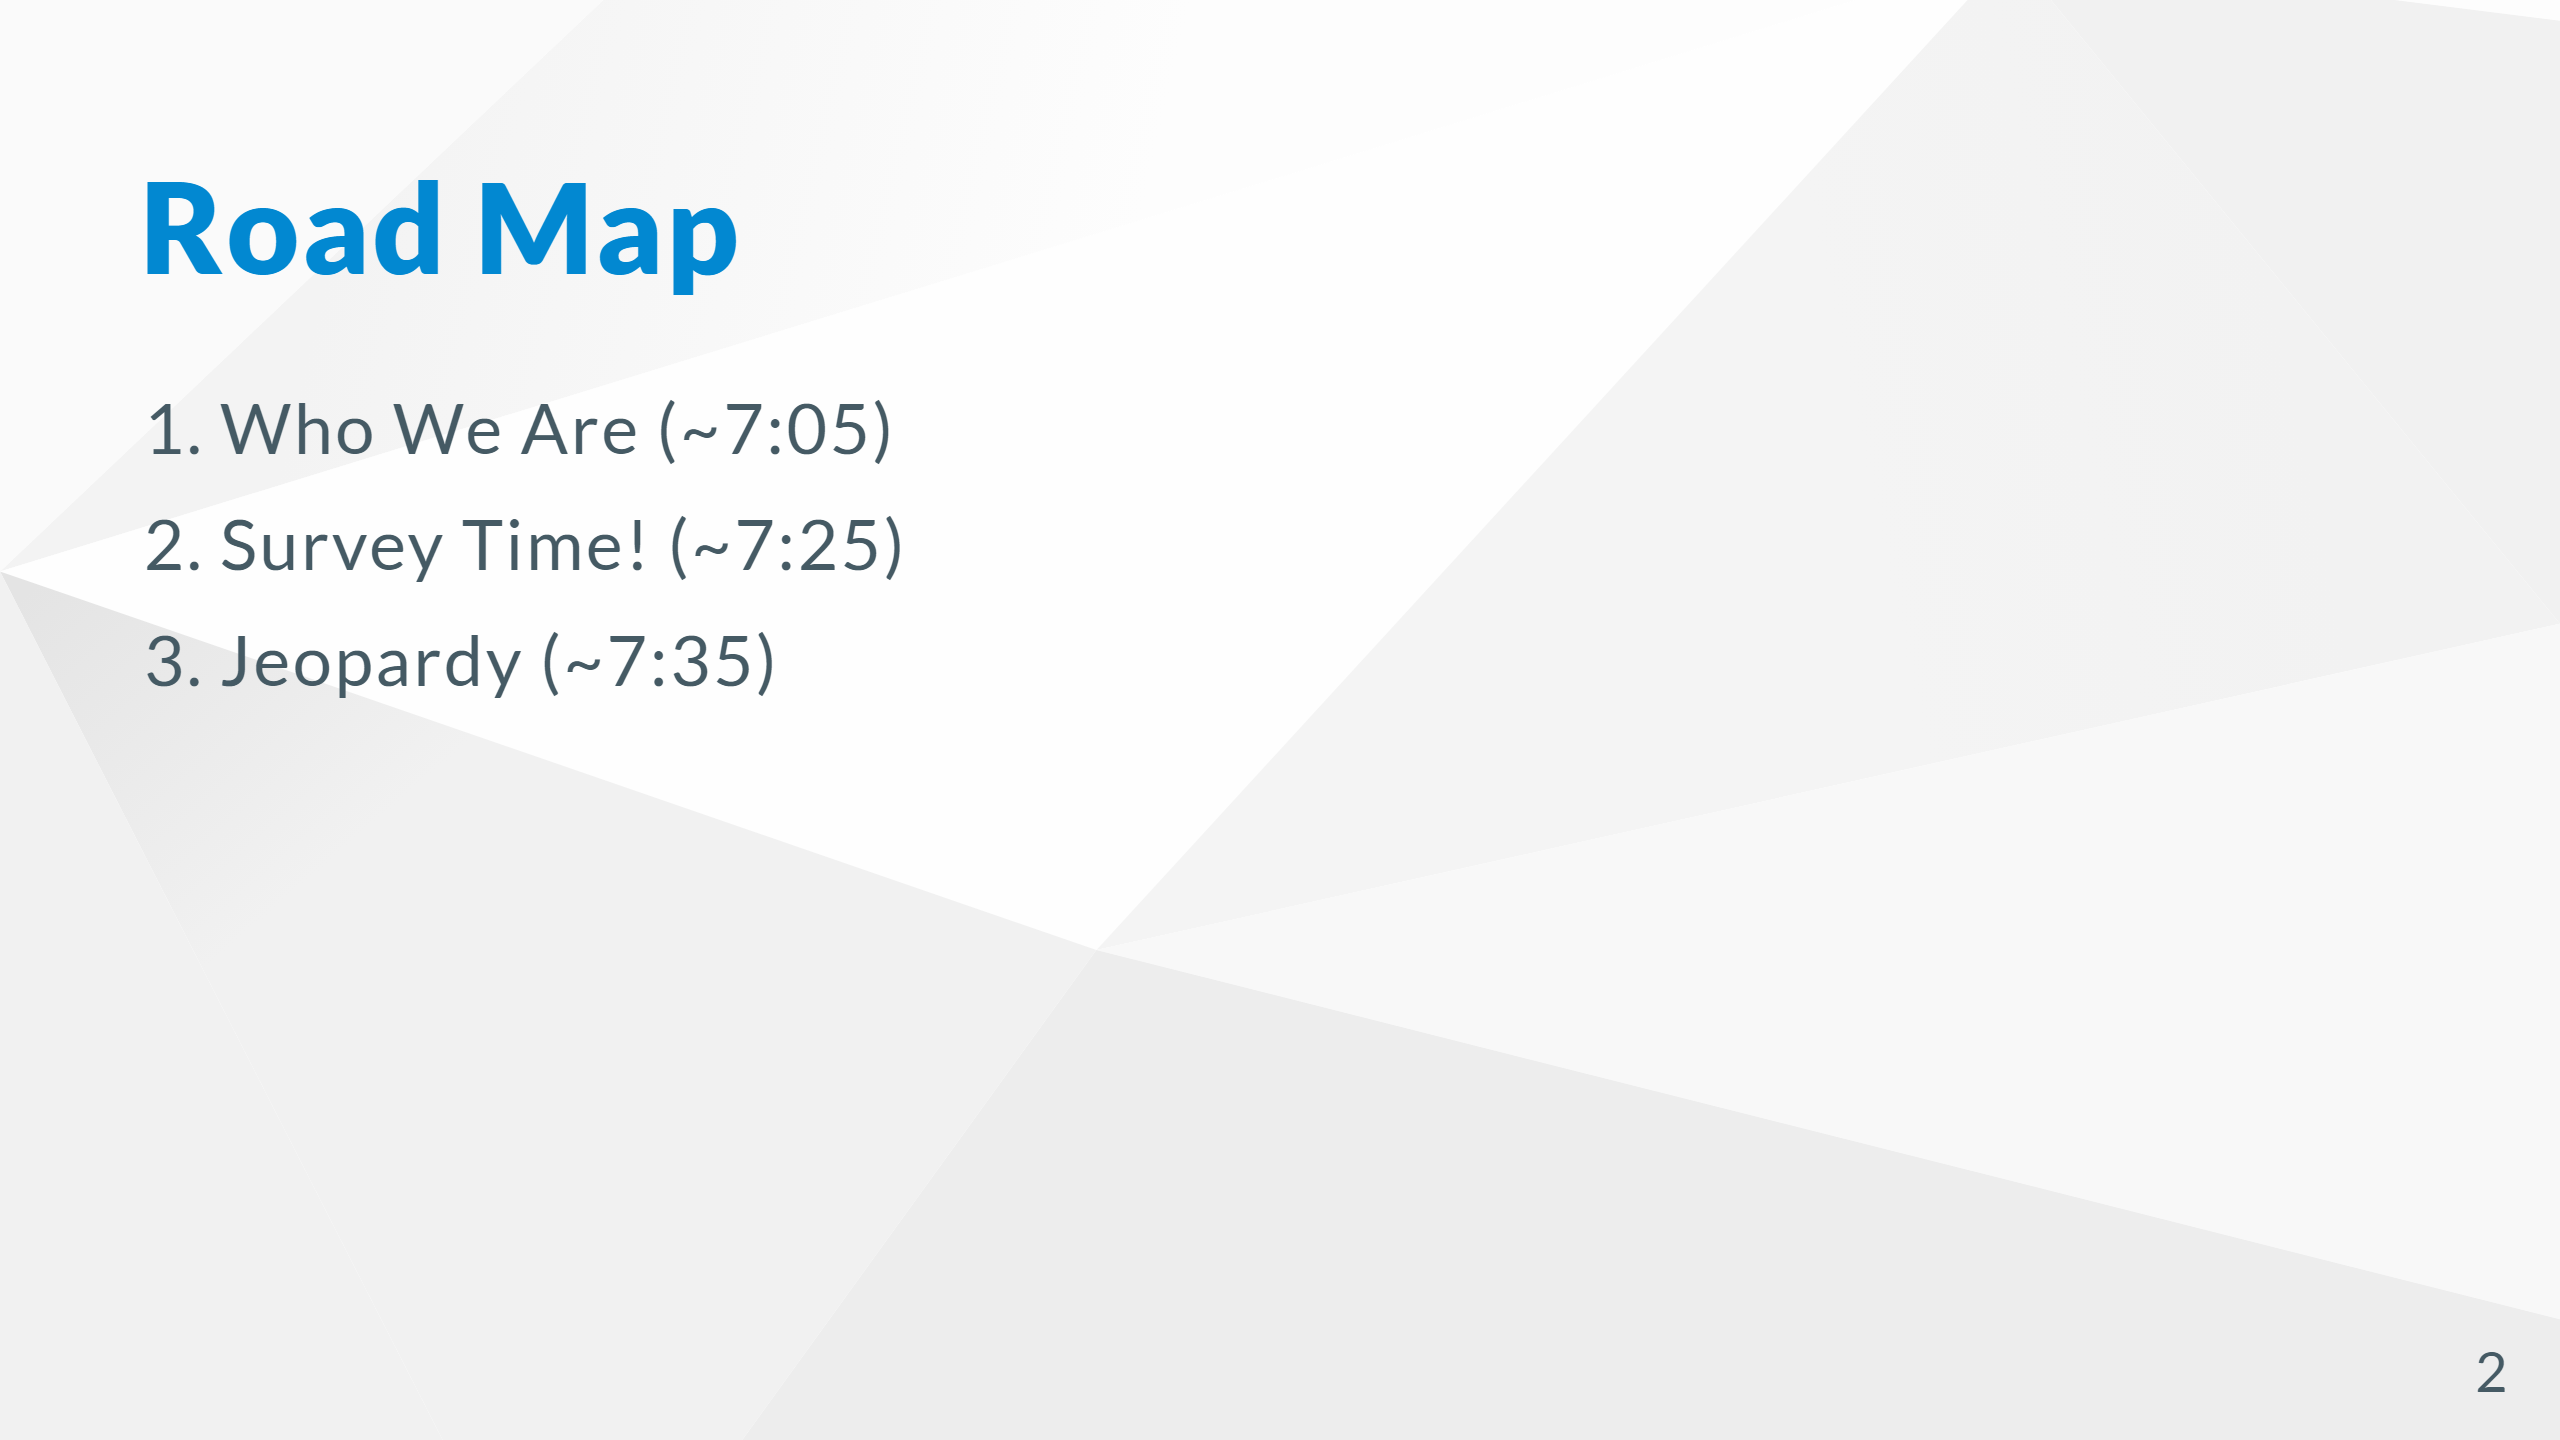 Road Map
1. Who We Are (~7:05)
2. Survey Time! (~7:25)
3. Jeopardy (~7:35)
2